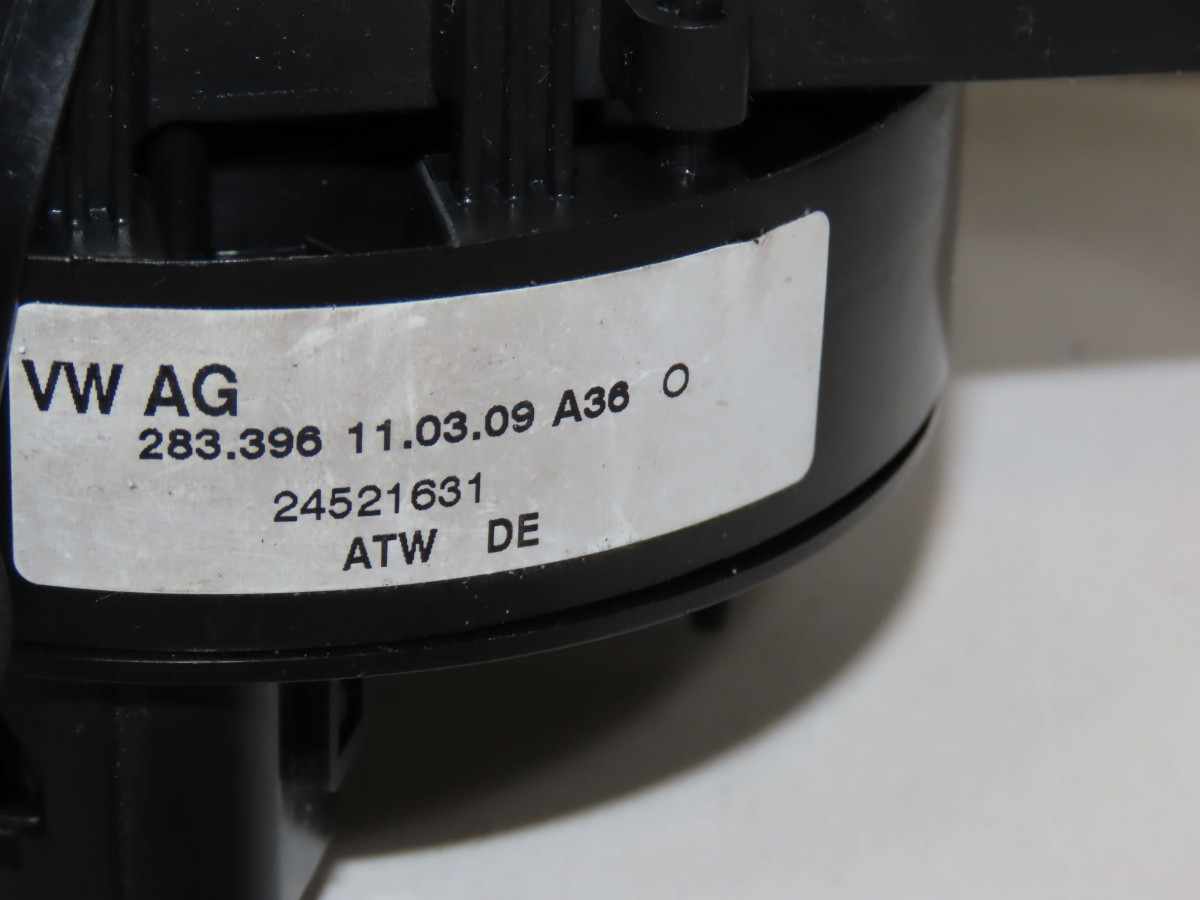 VW AG
283.396 11.03.09 A36 O
24521631
ATW DE